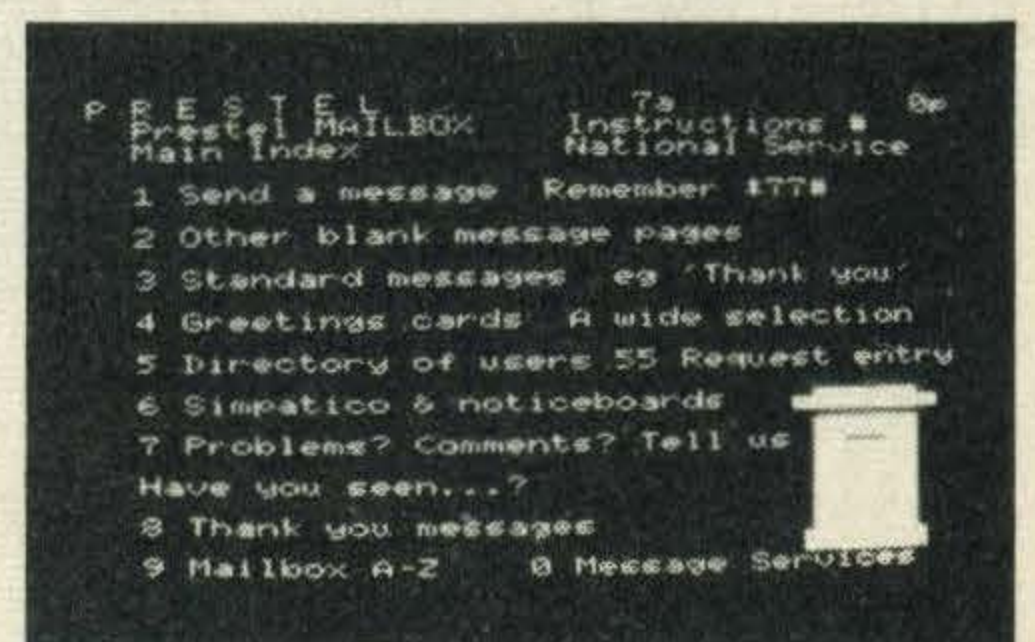 P R E S T E L 7a 0p
Prestel MAILBOX Instructions #
Main Index National Service
1 Send a message Remember *77#
2 Other blank message pages
3 Standard messages eg 'Thank you'
4 Greetings cards A wide selection
5 Directory of users 55 Request entry
6 Simpatico & noticeboards
7 Problems? Comments? Tell us
Have you seen...?
8 Thank you messages
9 Mailbox A-Z 0 Message Services